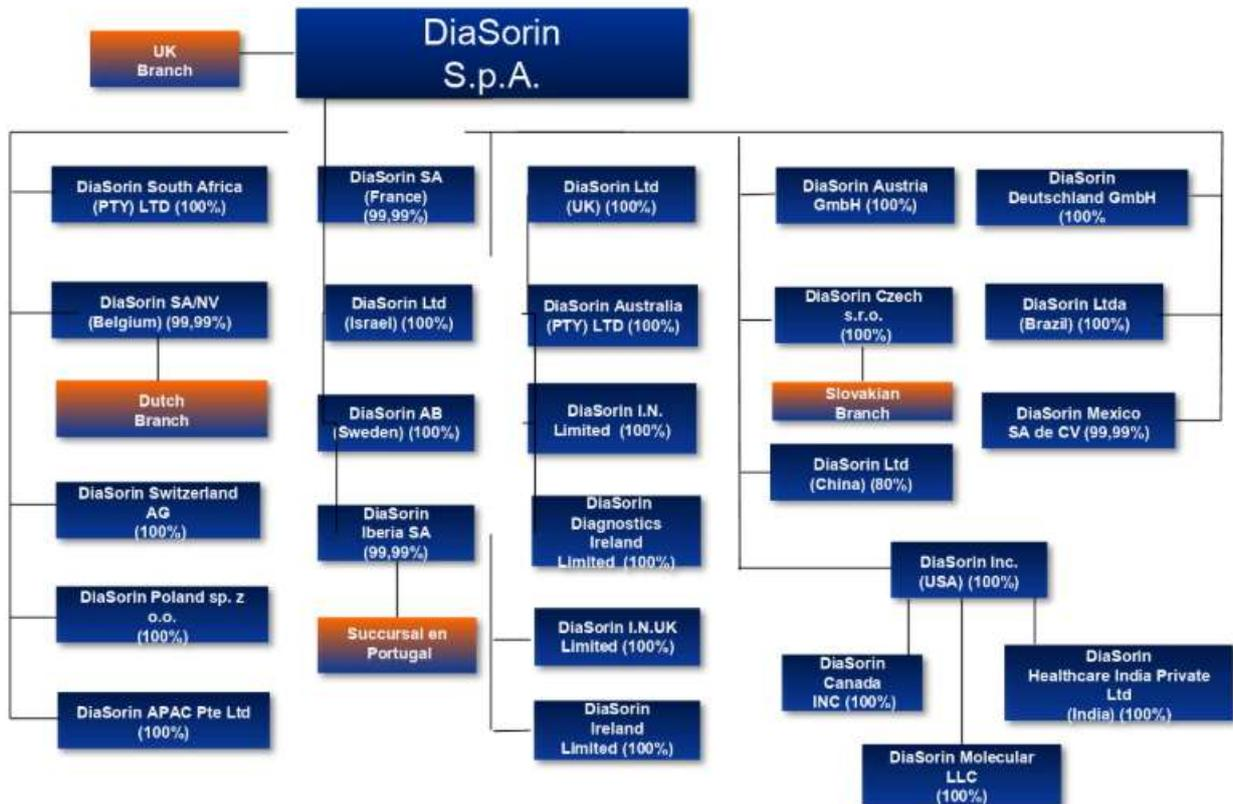 DiaSorin
S.p.A.
UK
Branch
DiaSorin South Africa
(PTY) LTD (100%)
DiaSorin SA/NV
(Belgium) (99,99%)
Dutch
Branch
DiaSorin Switzerland
AG
(100%)
DiaSorin Poland sp. z
o.o.
(100%)
DiaSorin APAC Pte Ltd
(100%)
DiaSorin SA
(France)
(99,99%)
DiaSorin Ltd
(Israel) (100%)
DiaSorin AB
(Sweden) (100%)
DiaSorin
Iberia SA
(99,99%)
Succursal en
Portugal
DiaSorin Ltd
(UK) (100%)
DiaSorin Australia
(PTY) LTD (100%)
DiaSorin I.N.
Limited (100%)
DiaSorin
Diagnostics
Ireland
Limited (100%)
DiaSorin I.N.UK
Limited (100%)
DiaSorin
Ireland
Limited (100%)
DiaSorin Austria
GmbH (100%)
DiaSorin Czech
s.r.o.
(100%)
Slovakian
Branch
DiaSorin Ltd
(China) (80%)
DiaSorin
Deutschland GmbH
(100%
DiaSorin Ltda
(Brazil) (100%)
DiaSorin Mexico
SA de CV (99,99%)
DiaSorin Inc.
(USA) (100%)
DiaSorin
Canada
INC (100%)
DiaSorin
Healthcare India Private
Ltd
(India) (100%)
DiaSorin Molecular
LLC
(100%)